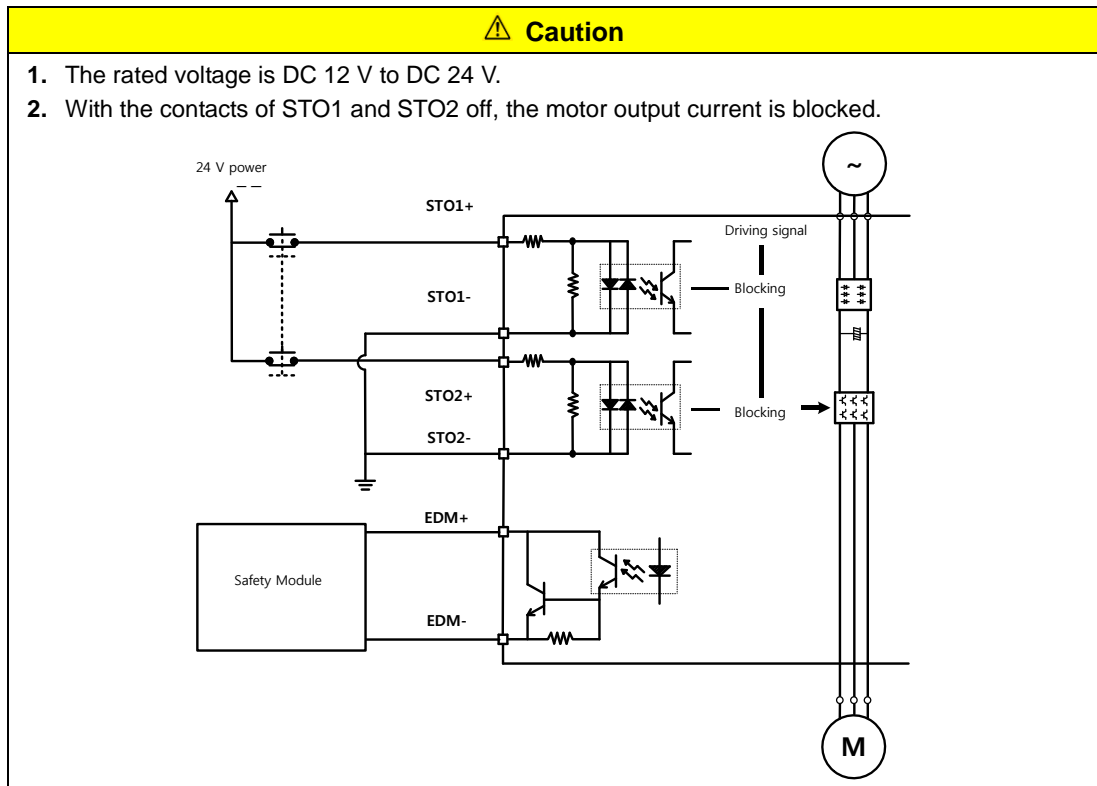 ⚠ Caution
1. The rated voltage is DC 12 V to DC 24 V.
2. With the contacts of STO1 and STO2 off, the motor output current is blocked.
24 V power
STO1+
Driving signal
STO1-
Blocking
STO2+
Blocking
STO2-
EDM+
Safety Module
EDM-
~
M